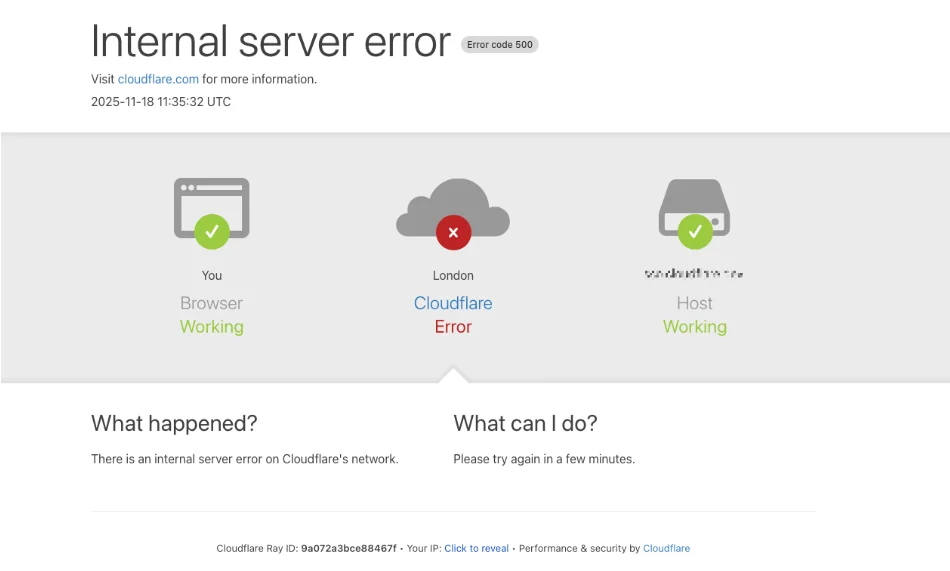 Internal server error Error code 500
Visit cloudflare.com for more information.
2025-11-18 11:35:32 UTC
You
Browser
Working
London
Cloudflare
Error
Host
Working
What happened?
There is an internal server error on Cloudflare's network.
What can I do?
Please try again in a few minutes.
Cloudflare Ray ID: 9a072a3bce88467f • Your IP: Click to reveal • Performance & security by Cloudflare